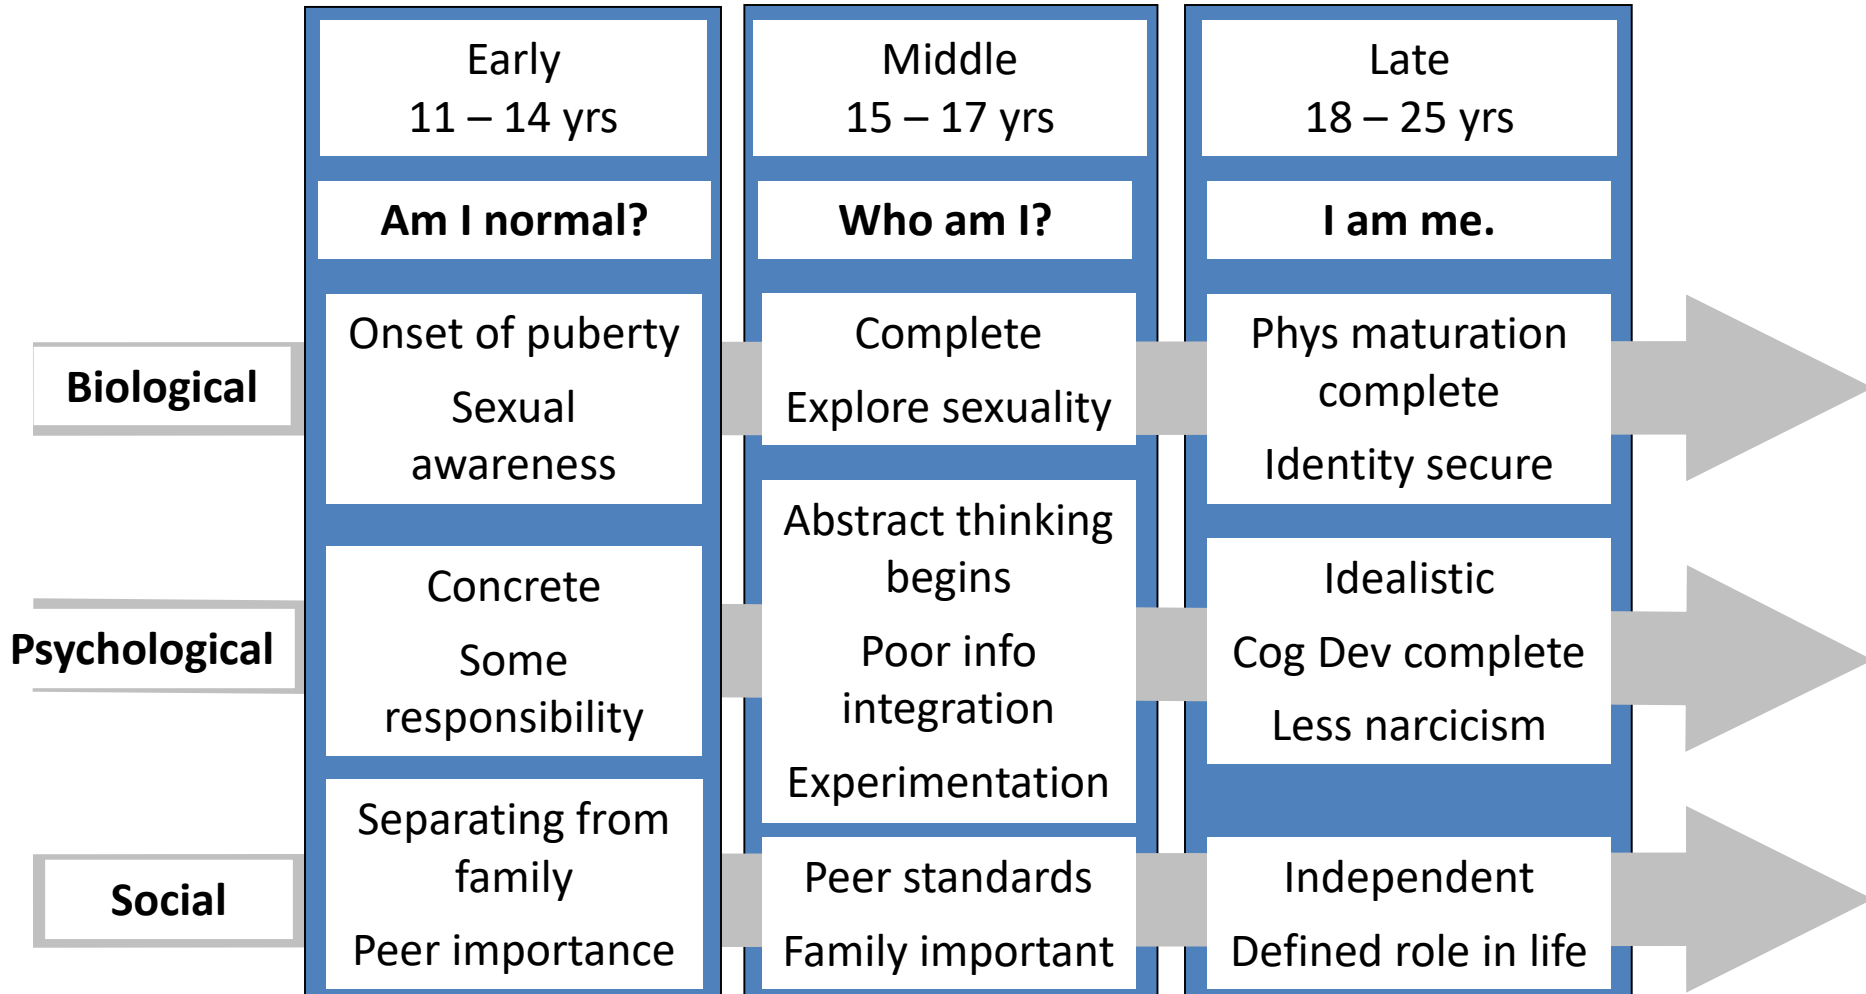 Early
11 – 14 yrs
Middle
15 – 17 yrs
Late
18 – 25 yrs
Am I normal?
Who am I?
I am me.
Biological
Onset of puberty
Sexual
awareness
Complete
Explore sexuality
Phys maturation
complete
Identity secure
Psychological
Concrete
Some
responsibility
Abstract thinking
begins
Poor info
integration
Experimentation
Idealistic
Cog Dev complete
Less narcicism
Social
Separating from
family
Peer importance
Peer standards
Family important
Independent
Defined role in life